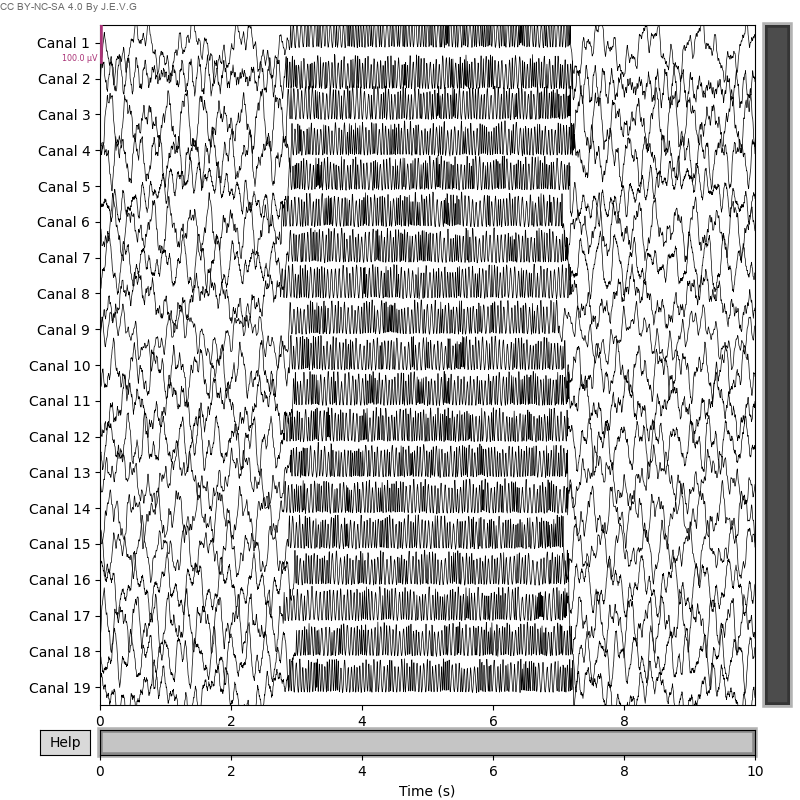 CC BY-NC-SA 4.0 By J.E.V.G
Canal 1
100.0 µV
Canal 2
Canal 3
Canal 4
Canal 5
Canal 6
Canal 7
Canal 8
Canal 9
Canal 10
Canal 11
Canal 12
Canal 13
Canal 14
Canal 15
Canal 16
Canal 17
Canal 18
Canal 19
0 2 4 6 8
Help
0 2 4 6 8 10
Time (s)